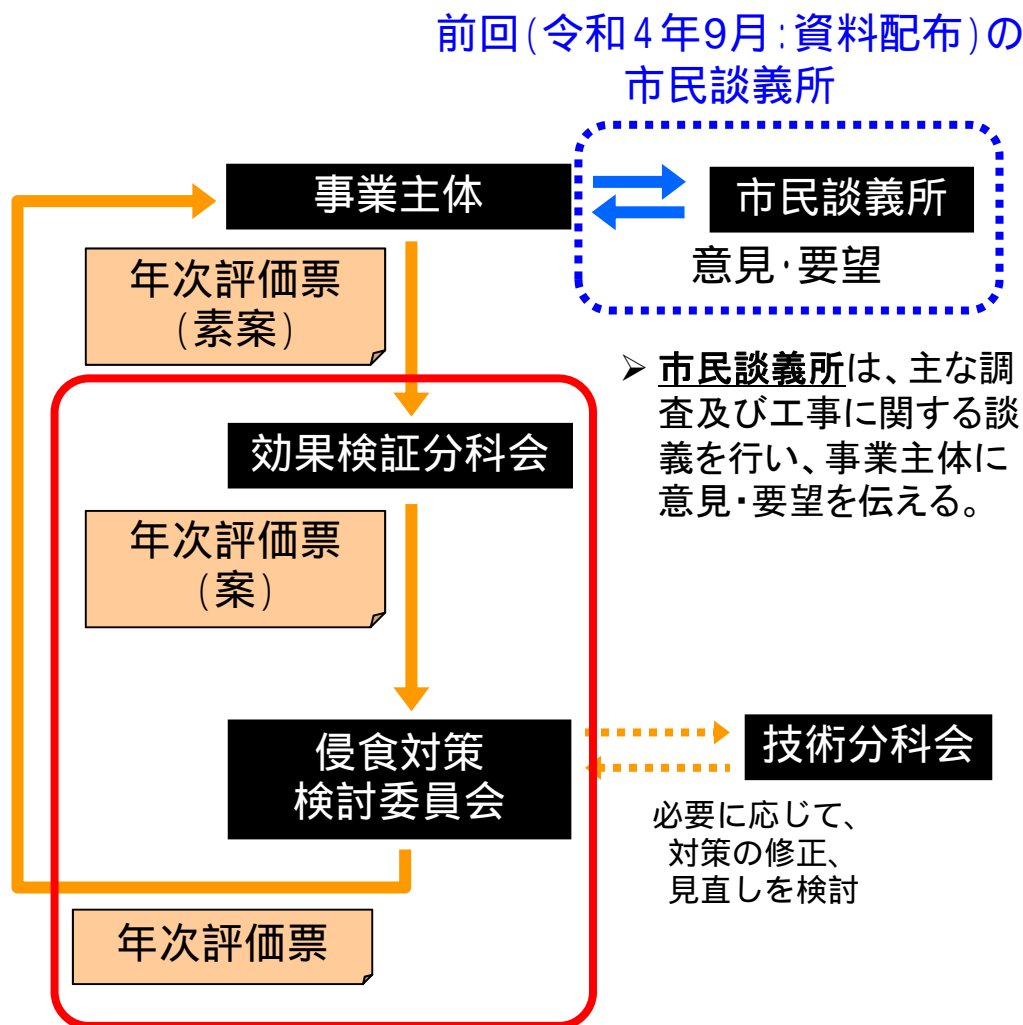 前回(令和4年9月:資料配布)の
市民談義所
事業主体
市民談義所
意見・要望
年次評価票
(素案)
➢ 市民談義所は、主な調
査及び工事に関する談
義を行い、事業主体に
意見・要望を伝える。
効果検証分科会
年次評価票
(案)
侵食対策
検討委員会
技術分科会
必要に応じて、
対策の修正、
見直しを検討
年次評価票